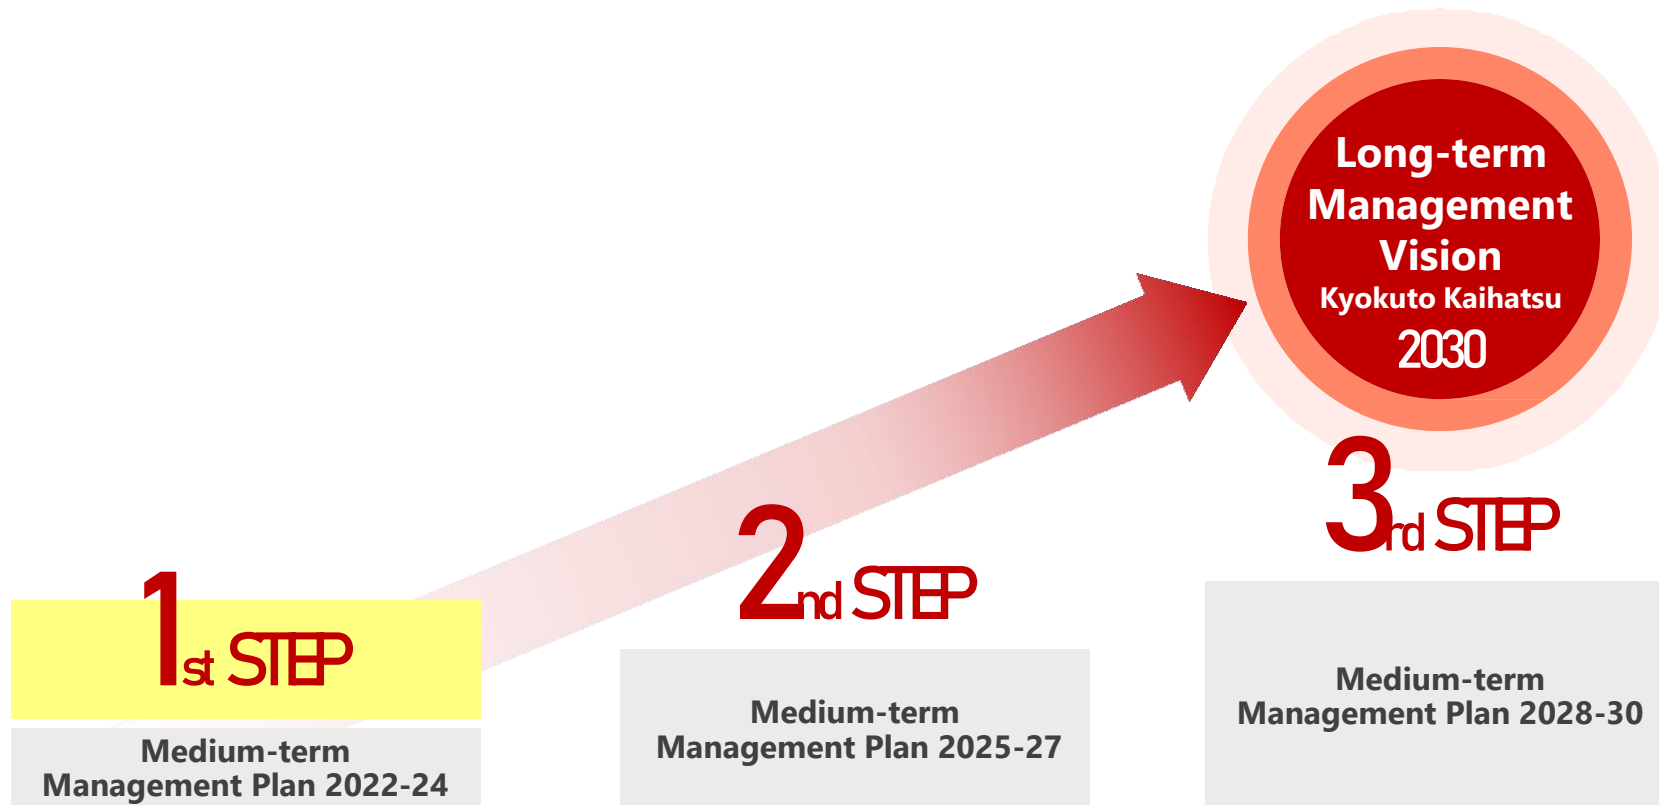 Long-term
Management
Vision
Kyokuto Kaihatsu
2030
1st STEP
Medium-term
Management Plan 2022-24
2nd STEP
Medium-term
Management Plan 2025-27
3rd STEP
Medium-term
Management Plan 2028-30